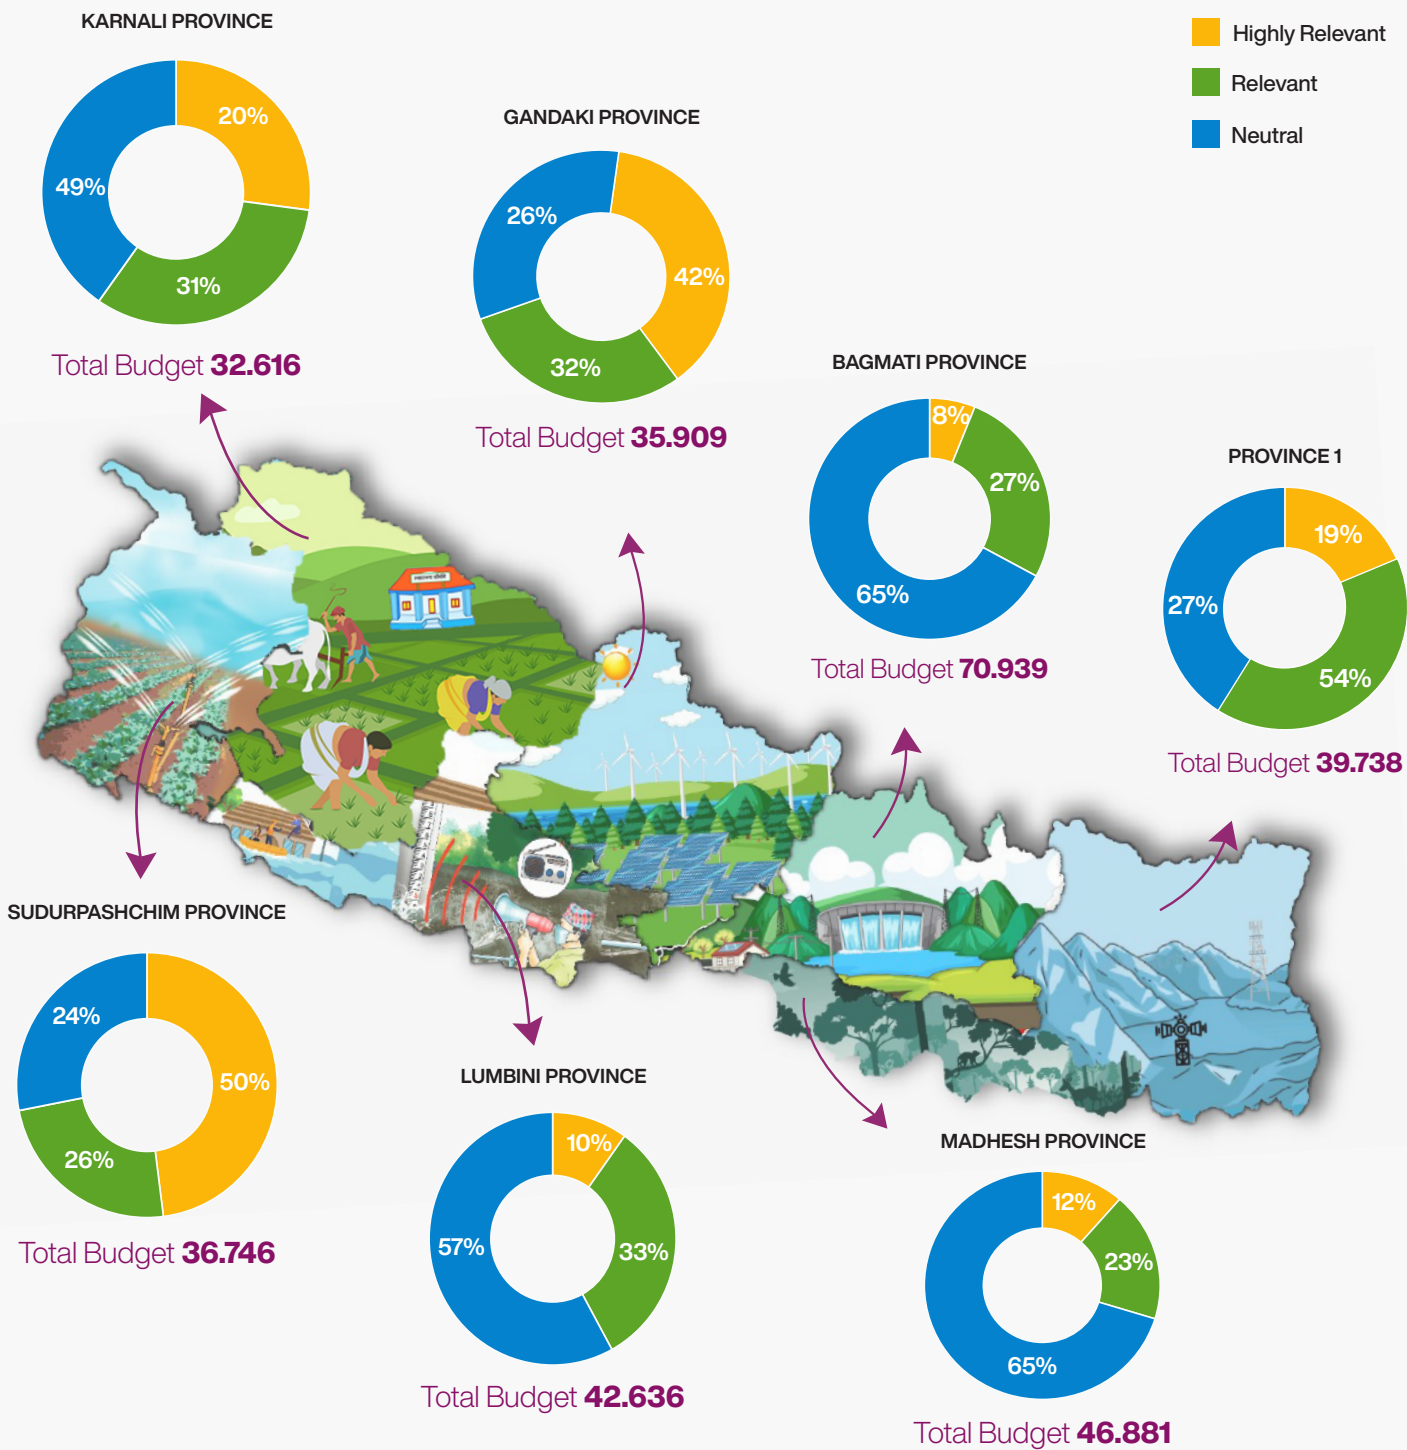 KARNALI PROVINCE
20%
49%
31%
Total Budget 32.616
GANDAKI PROVINCE
26%
42%
32%
Total Budget 35.909
Highly Relevant
Relevant
Neutral
BAGMATI PROVINCE
8%
27%
65%
Total Budget 70.939
PROVINCE 1
19%
27%
54%
Total Budget 39.738
SUDURPASHCHIM PROVINCE
24%
50%
26%
Total Budget 36.746
LUMBINI PROVINCE
10%
57%
33%
Total Budget 42.636
MADHESH PROVINCE
12%
23%
65%
Total Budget 46.881